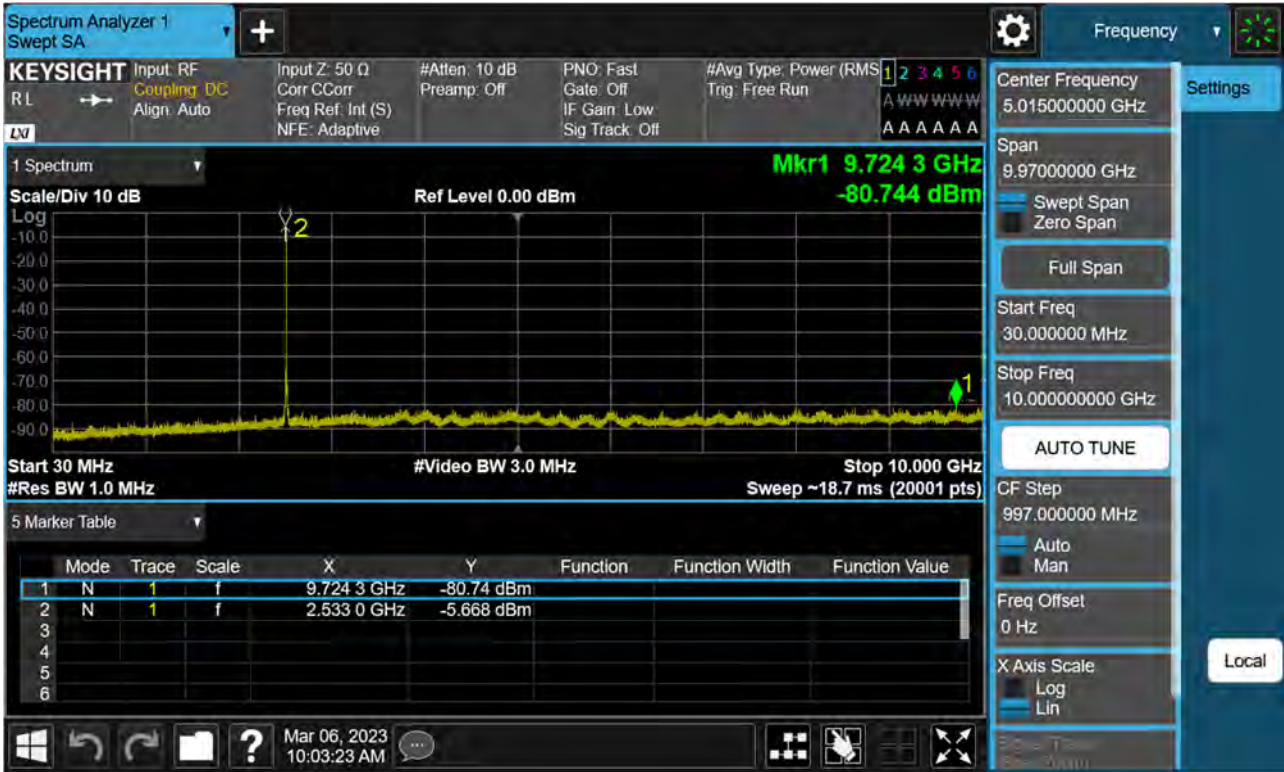 Spectrum Analyzer 1
Swept SA
+
Frequency
KEYSIGHT
R L
LXI
Input: RF
Coupling: DC
Align: Auto
Input Z: 50 Ω
Corr CCorr
Freq Ref: Int (S)
NFE: Adaptive
#Atten: 10 dB
Preamp: Off
PNO: Fast
Gate: Off
IF Gain: Low
Sig Track: Off
#Avg Type: Power (RMS
Trig: Free Run
1 2 3 4 5 6
A W W W W W
A A A A A A
1 Spectrum
Mkr1 9.724 3 GHz
Scale/Div 10 dB
Ref Level 0.00 dBm
-80.744 dBm
Log
-10.0
-20.0
-30.0
-40.0
-50.0
-60.0
-70.0
-80.0
-90.0
2
1
Start 30 MHz
#Video BW 3.0 MHz
Stop 10.000 GHz
#Res BW 1.0 MHz
Sweep ~18.7 ms (20001 pts)
5 Marker Table
Mode Trace Scale X Y Function Function Width Function Value
1 N 1 f 9.724 3 GHz -80.74 dBm
2 N 1 f 2.533 0 GHz -5.668 dBm
3
4
5
6
Mar 06, 2023
10:03:23 AM
?
Center Frequency
5.015000000 GHz
Span
9.97000000 GHz
Swept Span
Zero Span
Full Span
Start Freq
30.000000 MHz
Stop Freq
10.000000000 GHz
AUTO TUNE
CF Step
997.000000 MHz
Auto
Man
Freq Offset
0 Hz
X Axis Scale
Log
Lin
Settings
Local